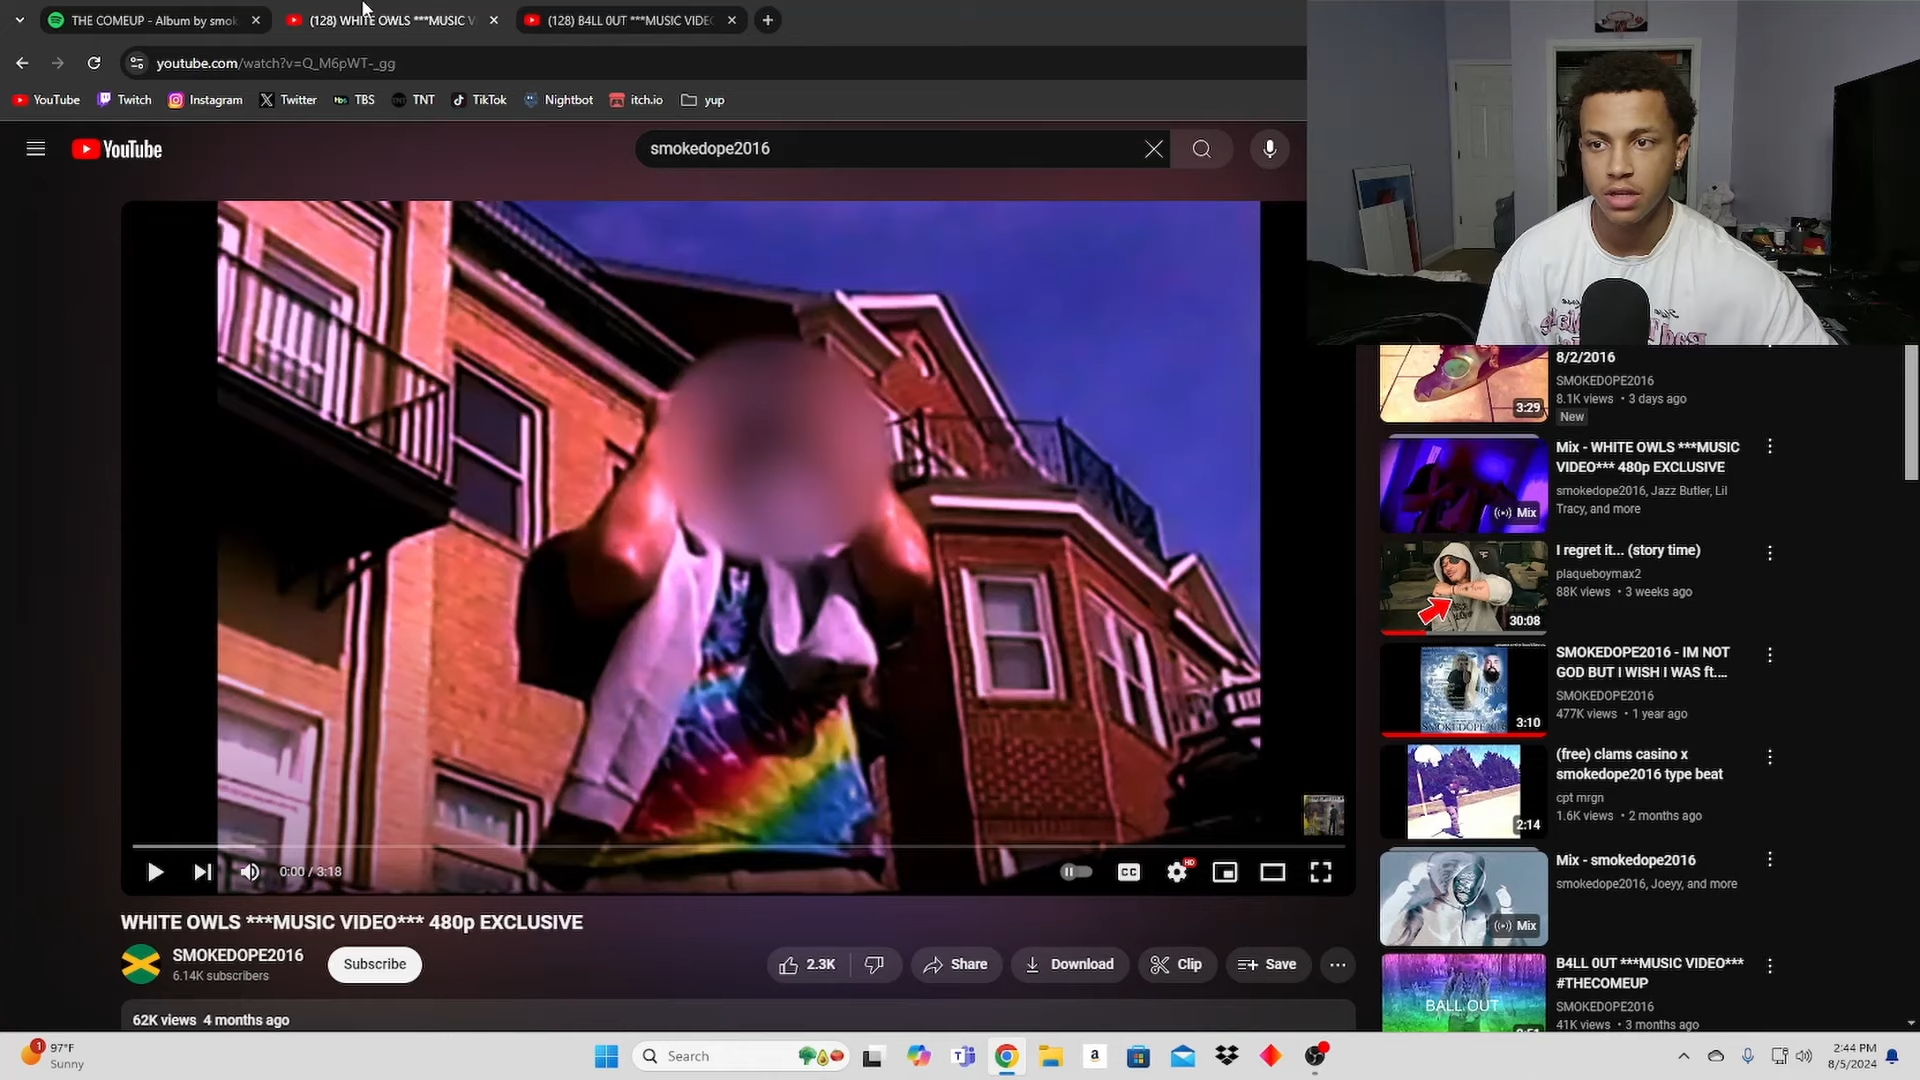 THE COMEUP - Album by smok
(128) WHITE OWLS ***MUSIC V
(128) B4LL 0UT ***MUSIC VIDEO
youtube.com/watch?v=Q_M6pWT-_gg
YouTube
Twitch
Instagram
Twitter
TBS
TNT
TikTok
Nightbot
itch.io
yup
YouTube
smokedope2016
8/2/2016
SMOKEDOPE2016
8.1K views • 3 days ago
New
3:29
Mix - WHITE OWLS ***MUSIC
VIDEO*** 480p EXCLUSIVE
smokedope2016, Jazz Butler, Lil
Tracy, and more
Mix
I regret it... (story time)
plaqueboymax2
88K views • 3 weeks ago
30:08
SMOKEDOPE2016 - IM NOT
GOD BUT I WISH I WAS ft....
SMOKEDOPE2016
477K views • 1 year ago
3:10
(free) clams casino x
smokedope2016 type beat
cpt mrgn
1.6K views • 2 months ago
2:14
Mix - smokedope2016
smokedope2016, Joeyy, and more
Mix
B4LL 0UT ***MUSIC VIDEO***
#THECOMEUP
SMOKEDOPE2016
41K views • 3 months ago
BALL OUT
0:00 / 3:18
CC
HD
WHITE OWLS ***MUSIC VIDEO*** 480p EXCLUSIVE
SMOKEDOPE2016
6.14K subscribers
Subscribe
2.3K
Share
Download
Clip
Save
62K views 4 months ago
1
97°F
Sunny
Search
2:44 PM
8/5/2024